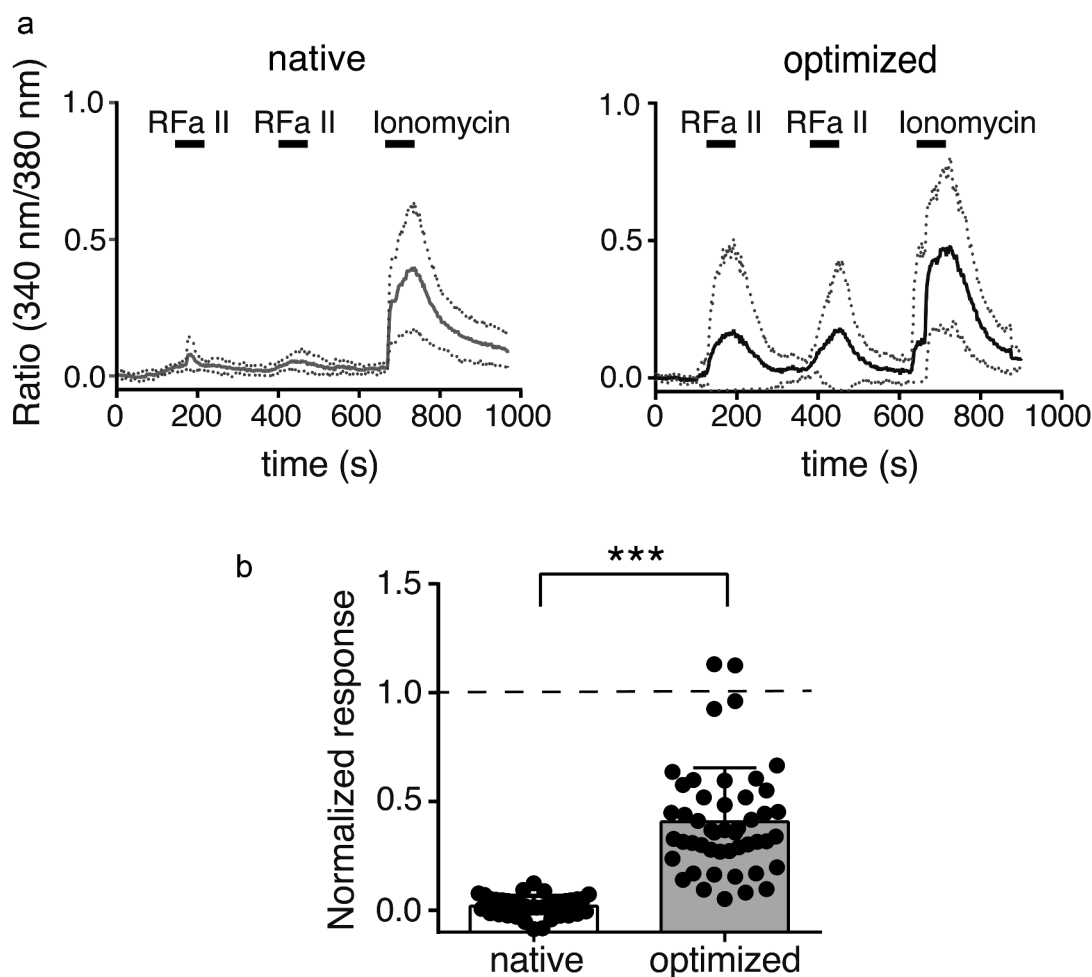 a
native
optimized
Ratio (340 nm/380 nm)
1.0
0.5
0.0
RFa II
RFa II
Ionomycin
0
200
400
600
800
1000
time (s)
1.0
0.5
0.0
RFa II
RFa II
Ionomycin
0
200
400
600
800
1000
time (s)
b
***
Normalized response
1.5
1.0
0.5
0.0
native
optimized